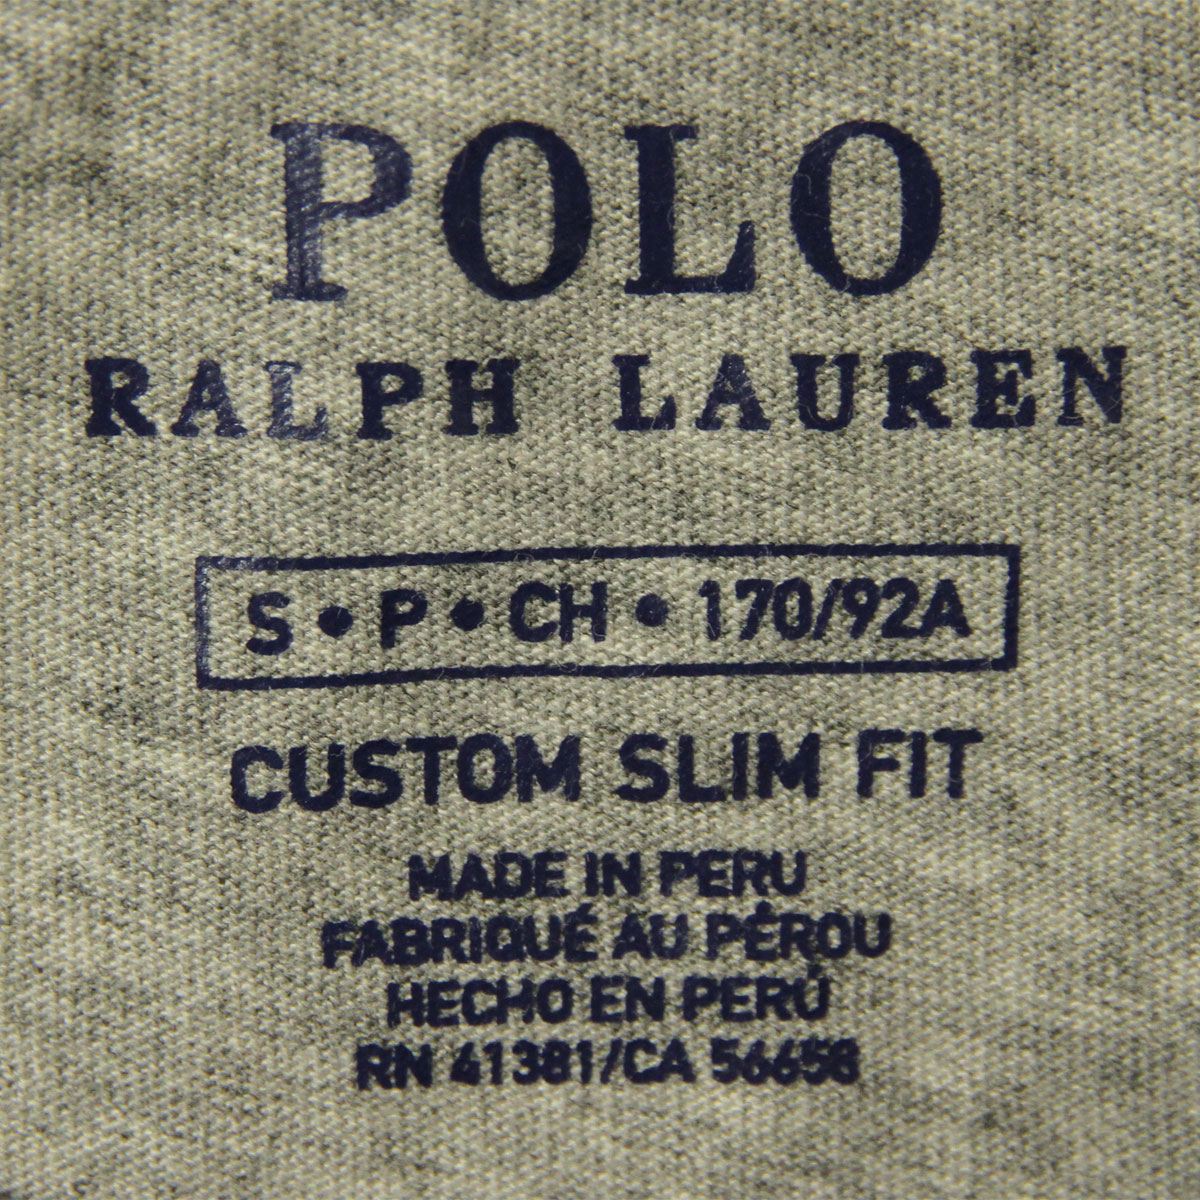 POLO
RALPH LAUREN
S • P • CH • 170/92A
CUSTOM SLIM FIT
MADE IN PERU
FABRIQUÉ AU PÉROU
HECHO EN PERÚ
RN 41381/CA 56658